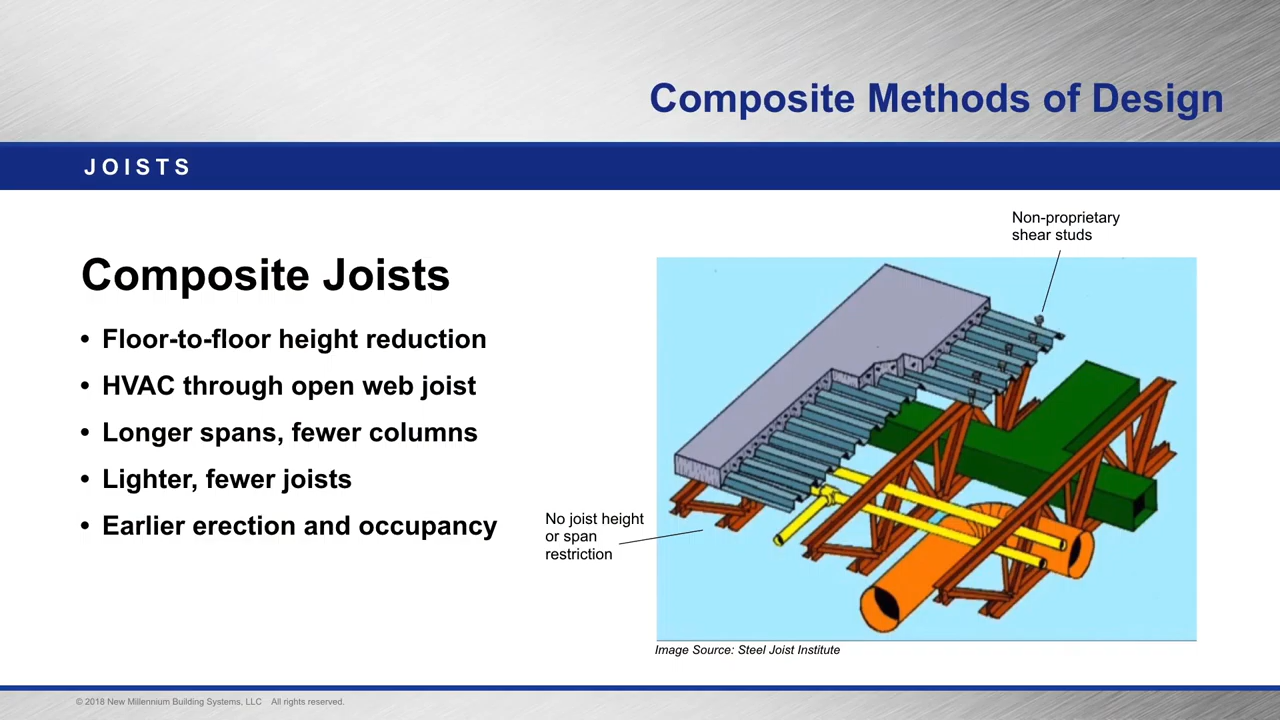 Composite Methods of Design
JOISTS
Non-proprietary
shear studs
Composite Joists
• Floor-to-floor height reduction
• HVAC through open web joist
• Longer spans, fewer columns
• Lighter, fewer joists
• Earlier erection and occupancy
No joist height
or span
restriction
Image Source: Steel Joist Institute
© 2018 New Millennium Building Systems, LLC All rights reserved.